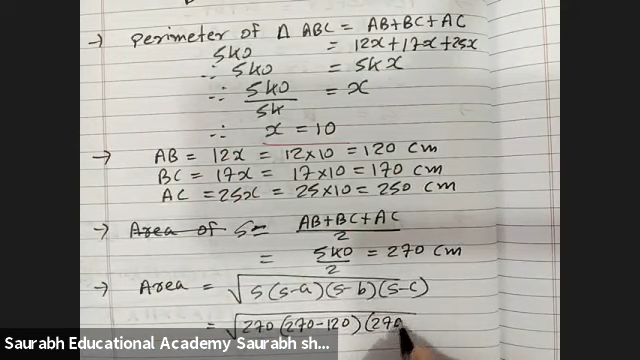 → Perimeter of Δ ABC = AB+BC+AC
540 = 12x+17x+25x
∴ 540 = 54x
∴ 540/54 = x
∴ x = 10
→ AB = 12x = 12×10 = 120 cm
BC = 17x = 17×10 = 170 cm
AC = 25x = 25×10 = 250 cm
→ Area of S = AB+BC+AC/2
= 540/2 = 270 cm
→ Area = √s(s-a)(s-b)(s-c)
= √270(270-120)(270
Saurabh Educational Academy Saurabh sh...